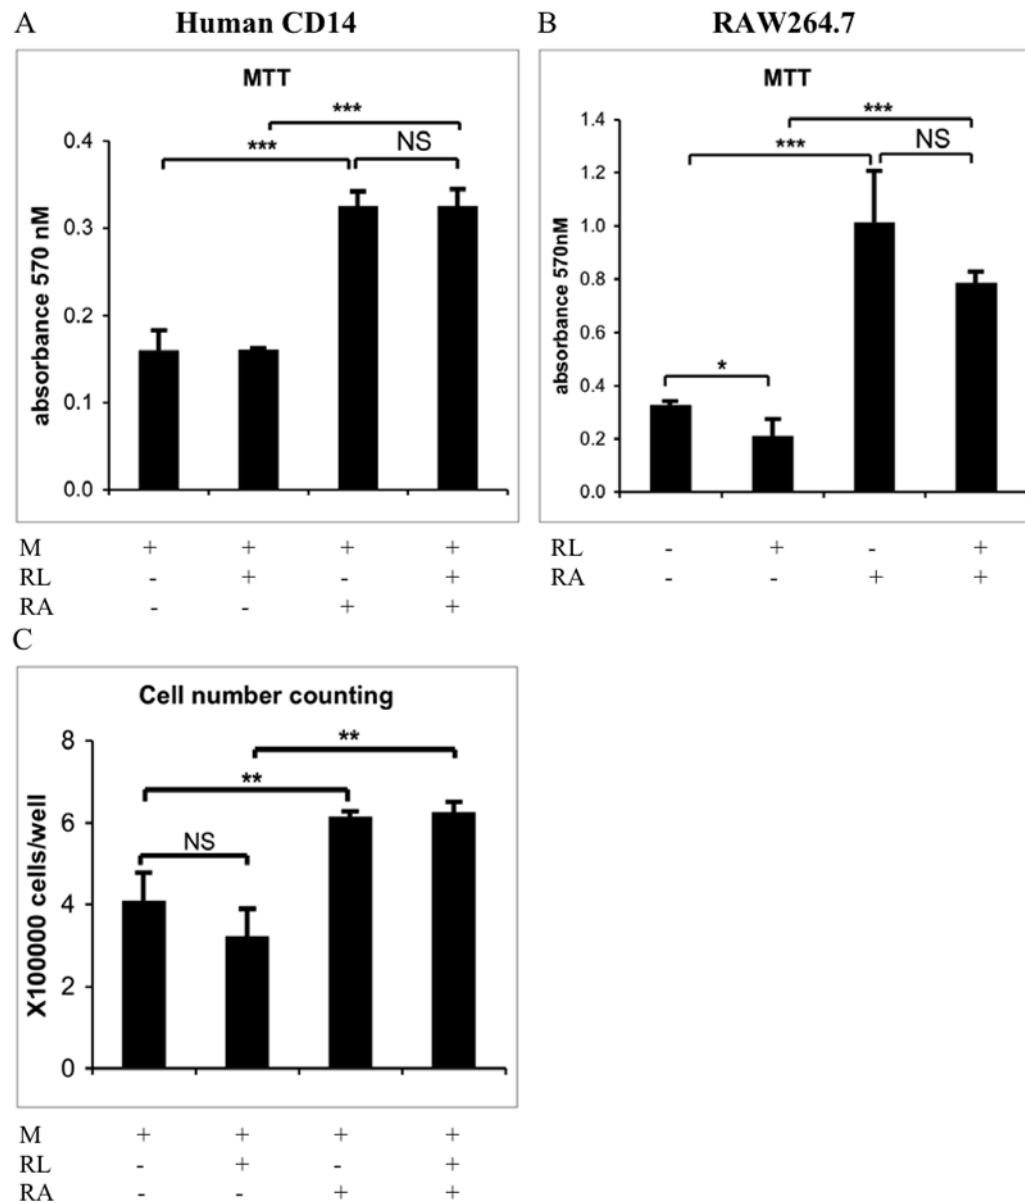 A Human CD14
MTT
***
***
NS
0.4
0.3
0.2
0.1
0.0
absorbance 570 nM
M + + + +
RL - + - +
RA - - + +
B RAW264.7
MTT
***
***
NS
*
1.4
1.2
1.0
0.8
0.6
0.4
0.2
0.0
absorbance 570nM
RL - + - +
RA - - + +
C
Cell number counting
**
**
NS
8
6
4
2
0
X100000 cells/well
M + + + +
RL - + - +
RA - - + +